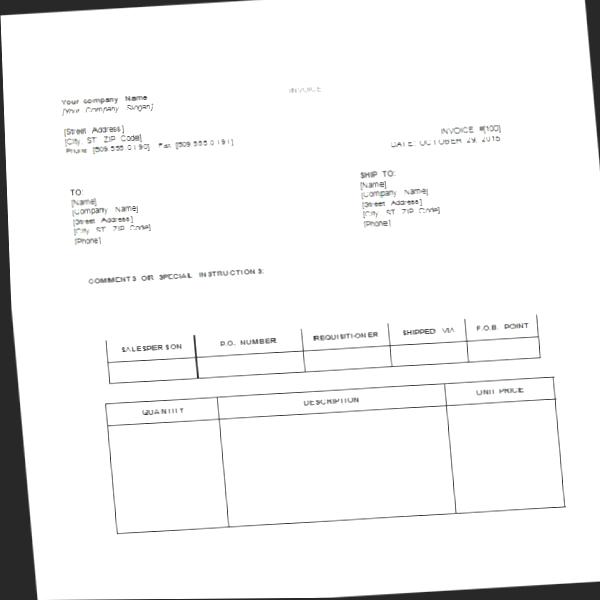 INVOICE
Your company Name
[Your Company Slogan]
[Street Address]
[City, ST ZIP Code]
Phone [509.555.0190] Fax [509.555.0191]
INVOICE #[100]
DATE: OCTOBER 29, 2015
TO:
[Name]
[Company Name]
[Street Address]
[City, ST ZIP Code]
[Phone]
SHIP TO:
[Name]
[Company Name]
[Street Address]
[City, ST ZIP Code]
[Phone]
COMMENTS OR SPECIAL INSTRUCTIONS:
SALESPERSON P.O. NUMBER REQUISITIONER SHIPPED VIA F.O.B. POINT
QUANTITY DESCRIPTION UNIT PRICE